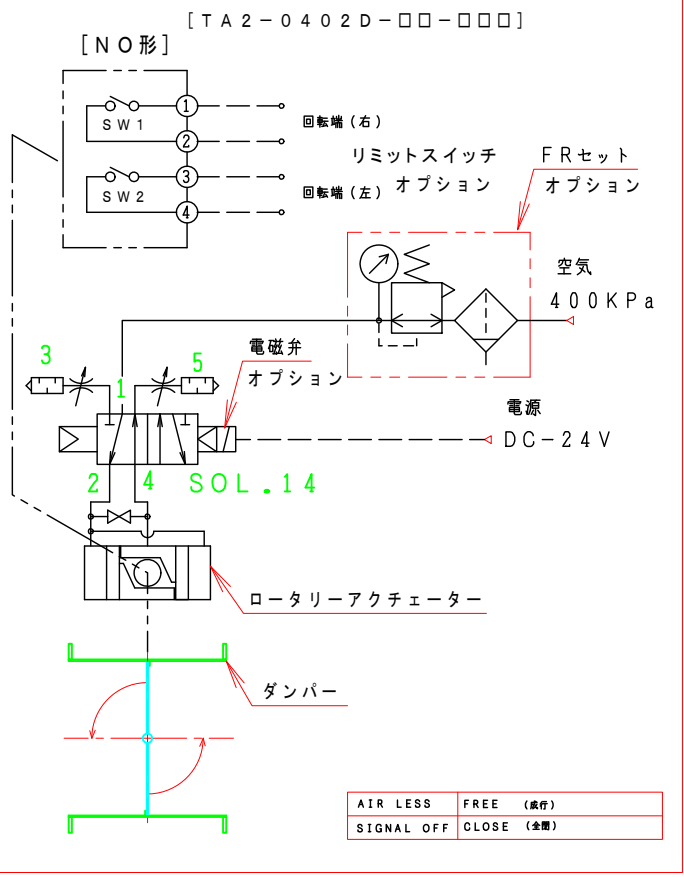 [TA2-0402D-□□-□□□]
[NO形]
1
SW1
2
回転端(右)
3
SW2
4
回転端(左)
リミットスイッチ
オプション
FRセット
オプション
空気
400KPa
電磁弁
オプション
3
1
5
電源
DC-24V
2
4
SOL.14
ロータリーアクチェーター
ダンパー
AIR LESS FREE (成行)
SIGNAL OFF CLOSE (全閉)